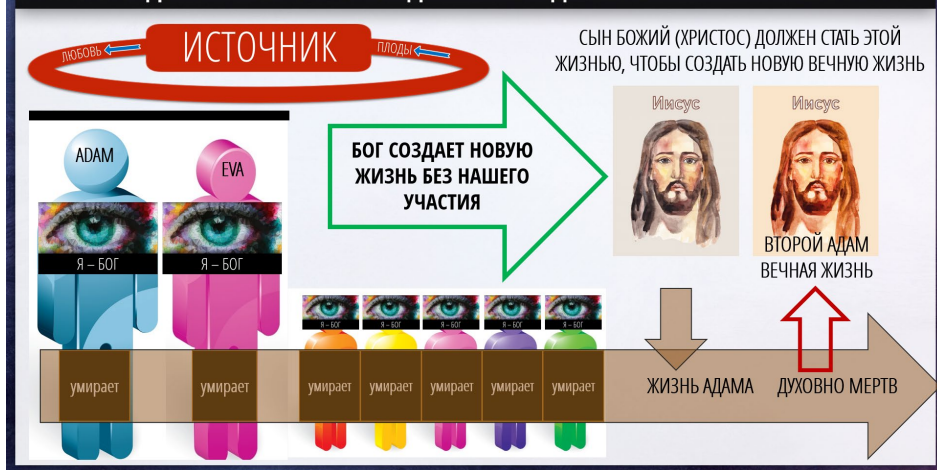 ЛЮБОВЬ
ИСТОЧНИК
ПЛОДЫ
СЫН БОЖИЙ (ХРИСТОС) ДОЛЖЕН СТАТЬ ЭТОЙ
ЖИЗНЬЮ, ЧТОБЫ СОЗДАТЬ НОВУЮ ВЕЧНУЮ ЖИЗНЬ
Иисус
Иисус
ADAM
EVA
БОГ СОЗДАЕТ НОВУЮ
ЖИЗНЬ БЕЗ НАШЕГО
УЧАСТИЯ
Я – БОГ
Я – БОГ
ВТОРОЙ АДАМ
ВЕЧНАЯ ЖИЗНЬ
Я – БОГ
Я – БОГ
Я – БОГ
Я – БОГ
Я – БОГ
умирает
умирает
умирает
умирает
умирает
умирает
умирает
ЖИЗНЬ АДАМА
ДУХОВНО МЕРТВ